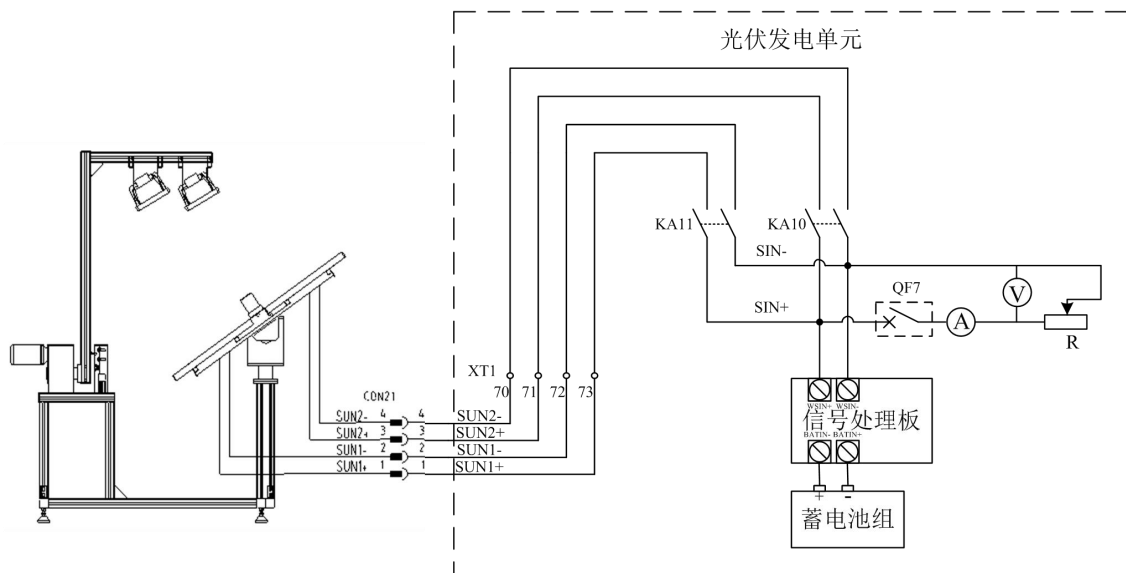 光伏发电单元
KA11
KA10
SIN-
QF7
V
SIN+
A
R
XT1
70 71 72 73
CON21
SUN2- 4 4 SUN2-
SUN2+ 3 3 SUN2+
SUN1- 2 2 SUN1-
SUN1+ 1 1 SUN1+
WSIN+ WSIN-
信号处理板
BATIN- BATIN+
+ -
蓄电池组